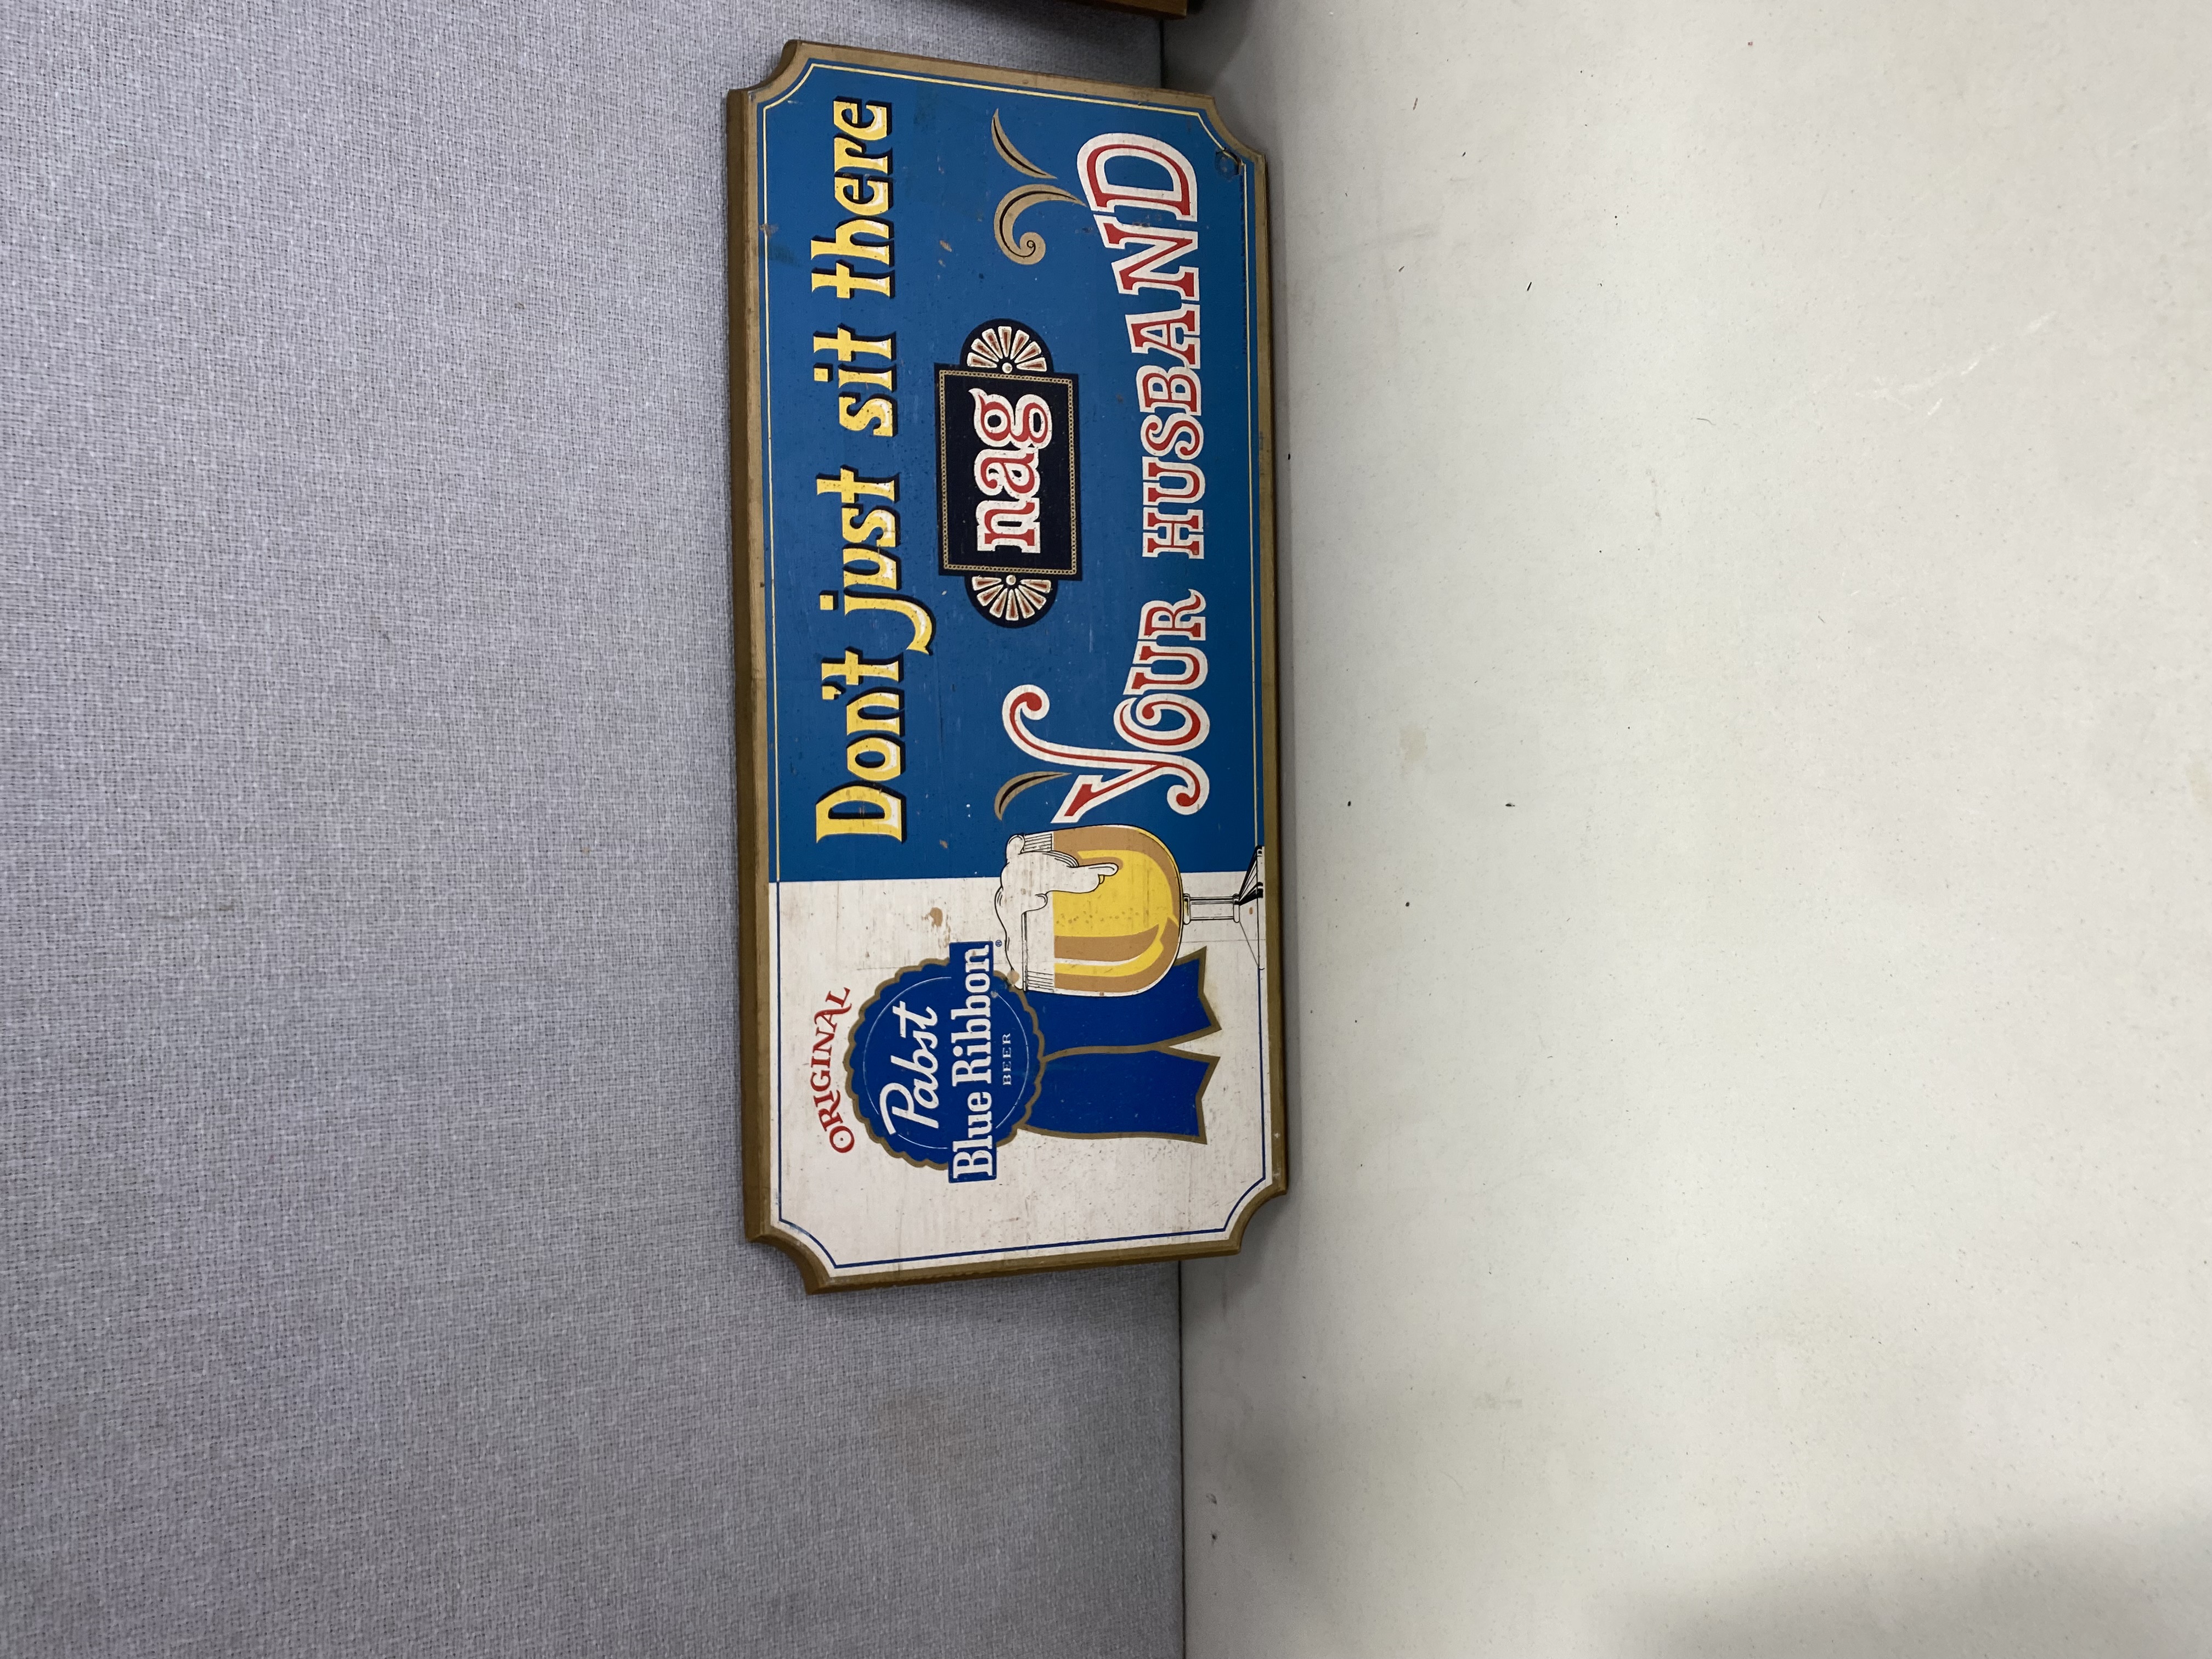 ORIGINAL
Pabst
Blue Ribbon®
BEER
Don't just sit there
nag
YOUR HUSBAND